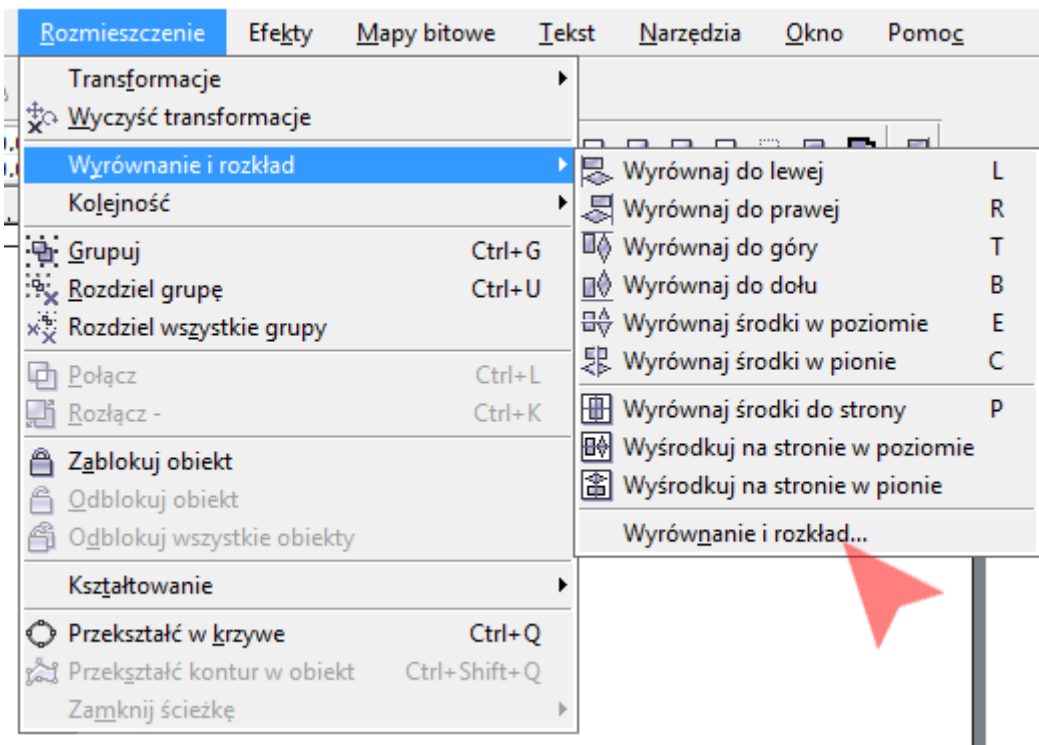 Rozmieszczenie Efekty Mapy bitowe Tekst Narzędzia Okno Pomoc
Transformacje
Wyczyść transformacje
Wyrównanie i rozkład
Kolejność
Grupuj Ctrl+G
Rozdziel grupę Ctrl+U
Rozdziel wszystkie grupy
Połącz Ctrl+L
Rozłącz - Ctrl+K
Zablokuj obiekt
Odblokuj obiekt
Odblokuj wszystkie obiekty
Kształtowanie
Przekształć w krzywe Ctrl+Q
Przekształć kontur w obiekt Ctrl+Shift+Q
Zamknij ścieżkę
Wyrównaj do lewej L
Wyrównaj do prawej R
Wyrównaj do góry T
Wyrównaj do dołu B
Wyrównaj środki w poziomie E
Wyrównaj środki w pionie C
Wyrównaj środki do strony P
Wyśrodkuj na stronie w poziomie
Wyśrodkuj na stronie w pionie
Wyrównanie i rozkład...